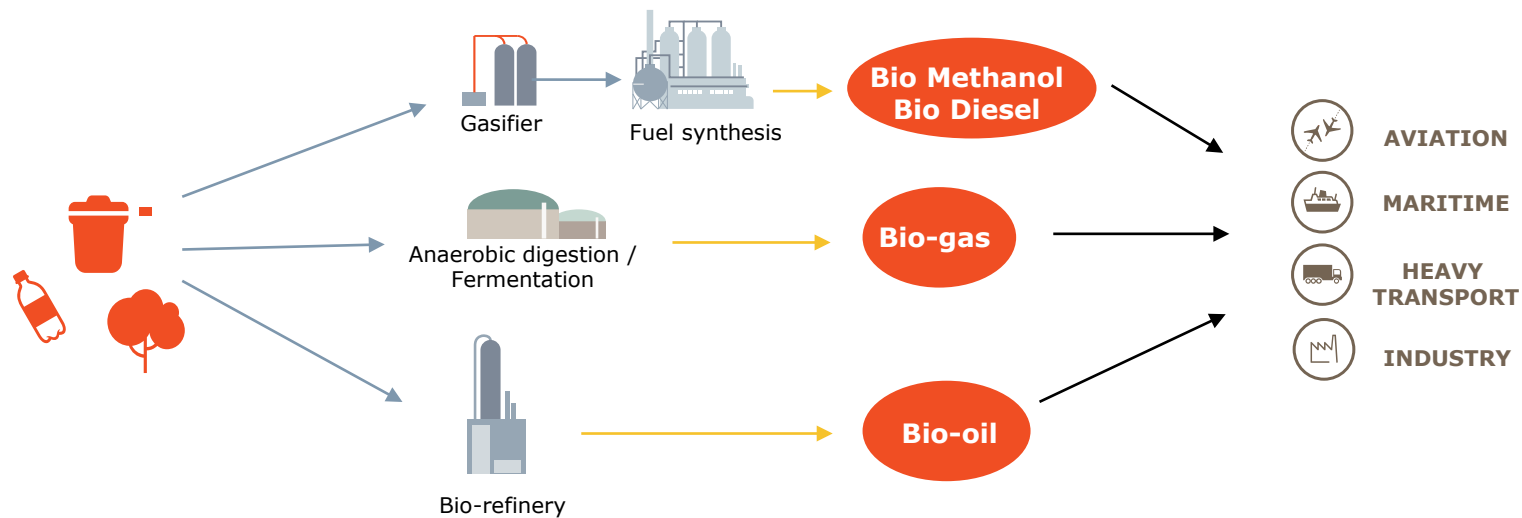 Gasifier
Fuel synthesis
Bio Methanol
Bio Diesel
Anaerobic digestion /
Fermentation
Bio-gas
Bio-refinery
Bio-oil
AVIATION
MARITIME
HEAVY
TRANSPORT
INDUSTRY